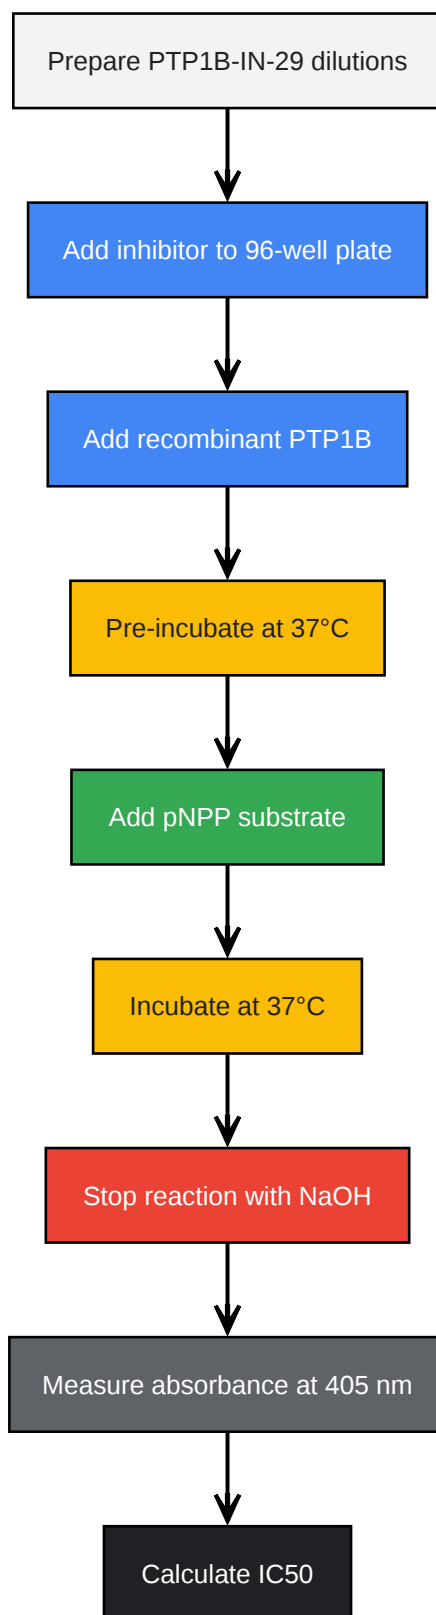 Prepare PTP1B-IN-29 dilutions
Add inhibitor to 96-well plate
Add recombinant PTP1B
Pre-incubate at 37°C
Add pNPP substrate
Incubate at 37°C
Stop reaction with NaOH
Measure absorbance at 405 nm
Calculate IC50